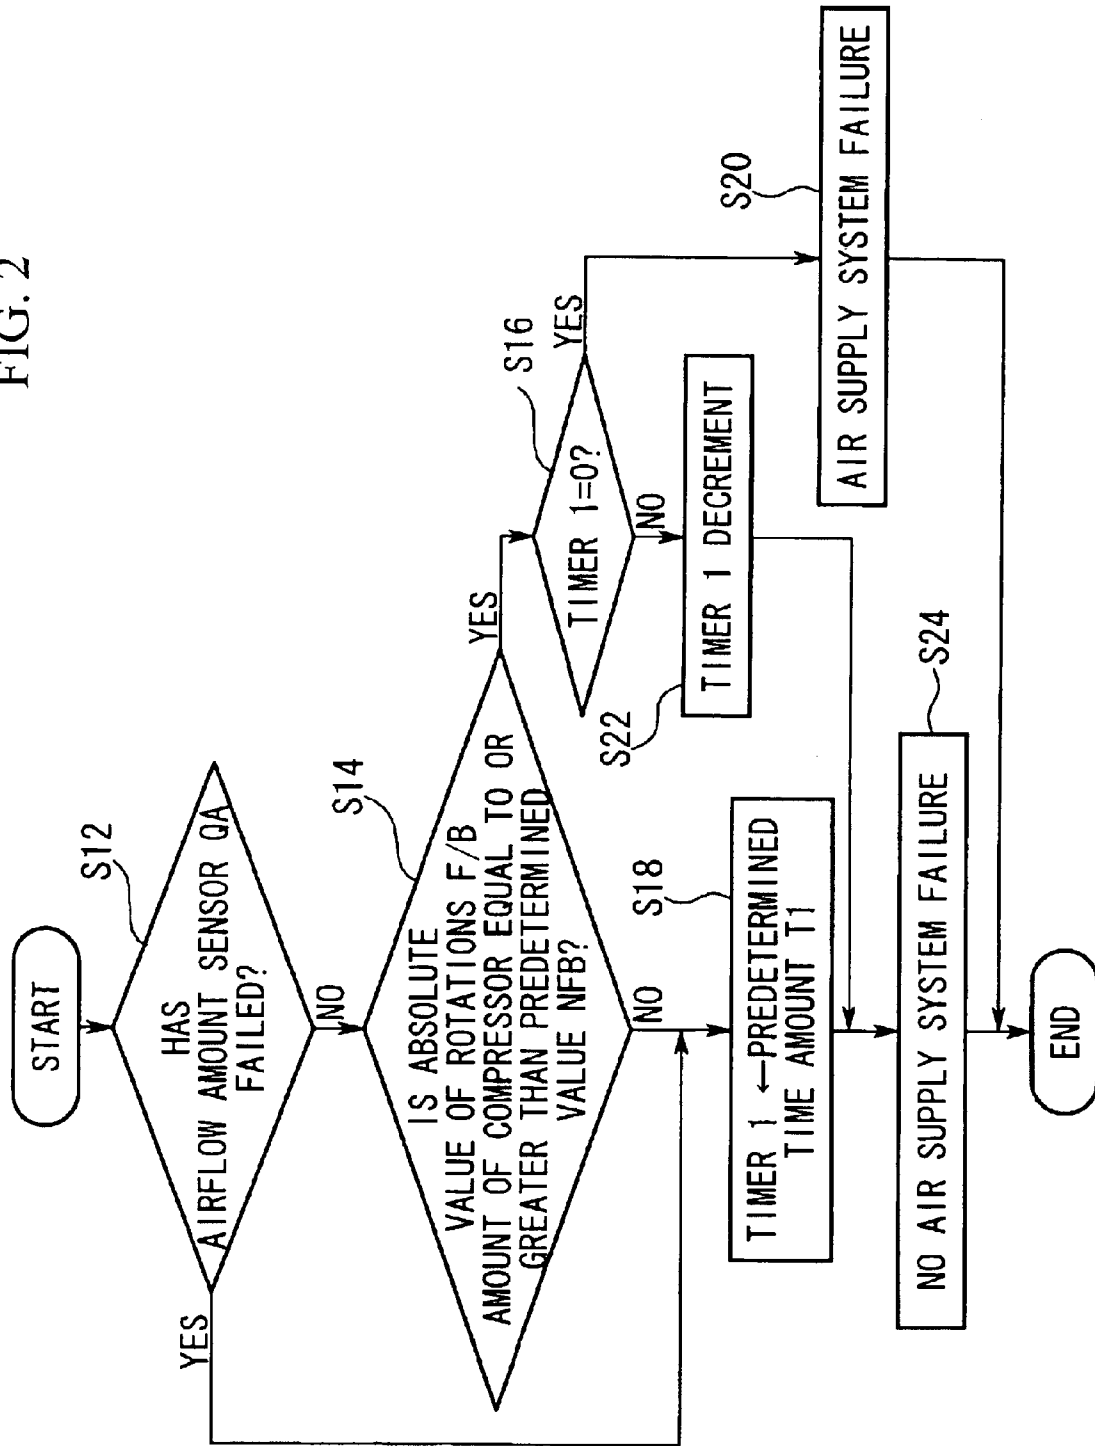 FIG. 2
START
S12
HAS
AIRFLOW AMOUNT SENSOR QA
FAILED?
YES
NO
S14
IS ABSOLUTE
VALUE OF ROTATIONS F/B
AMOUNT OF COMPRESSOR EQUAL TO OR
GREATER THAN PREDETERMINED
VALUE NFB?
YES
NO
S16
TIMER 1=0?
YES
NO
S22
TIMER 1 DECREMENT
S20
AIR SUPPLY SYSTEM FAILURE
S18
TIMER 1 ←PREDETERMINED
TIME AMOUNT T1
S24
NO AIR SUPPLY SYSTEM FAILURE
END